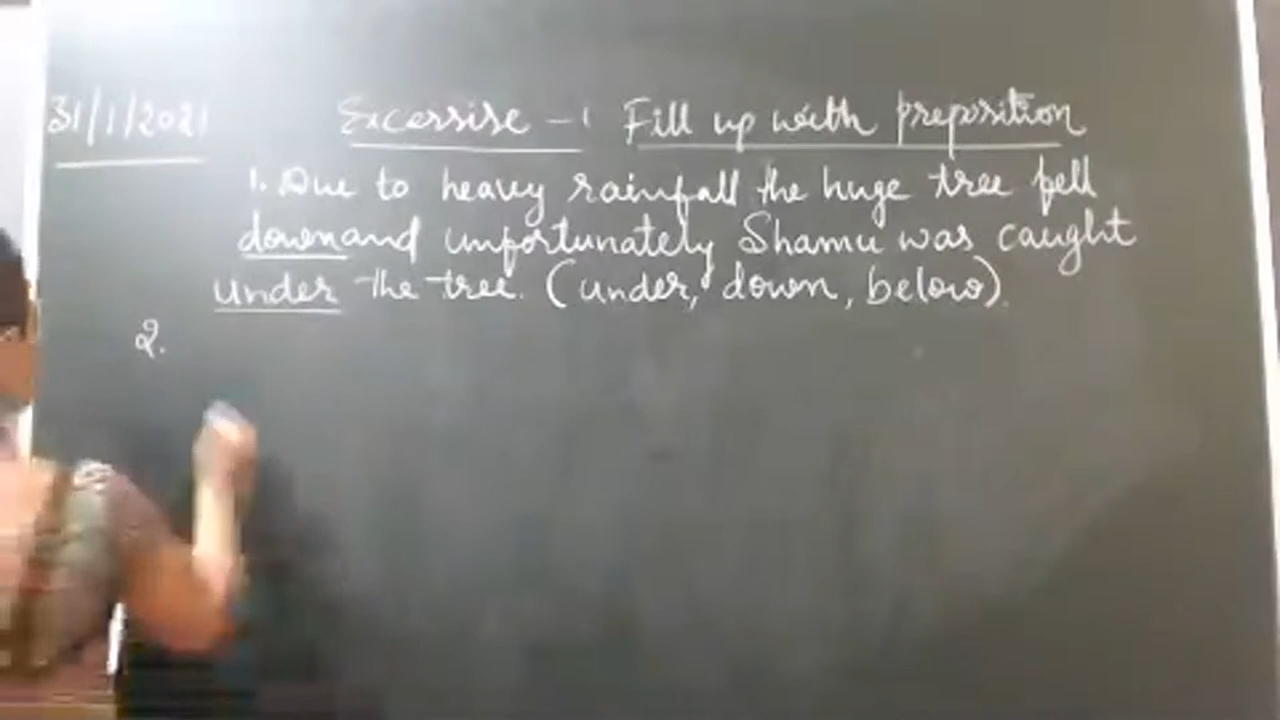 31/1/2021 Excersise - 1 Fill up with preposition
1. Due to heavy rainfall the huge tree fell
down and unfortunately Shamu was caught
under the tree. (under, down, below).
2.